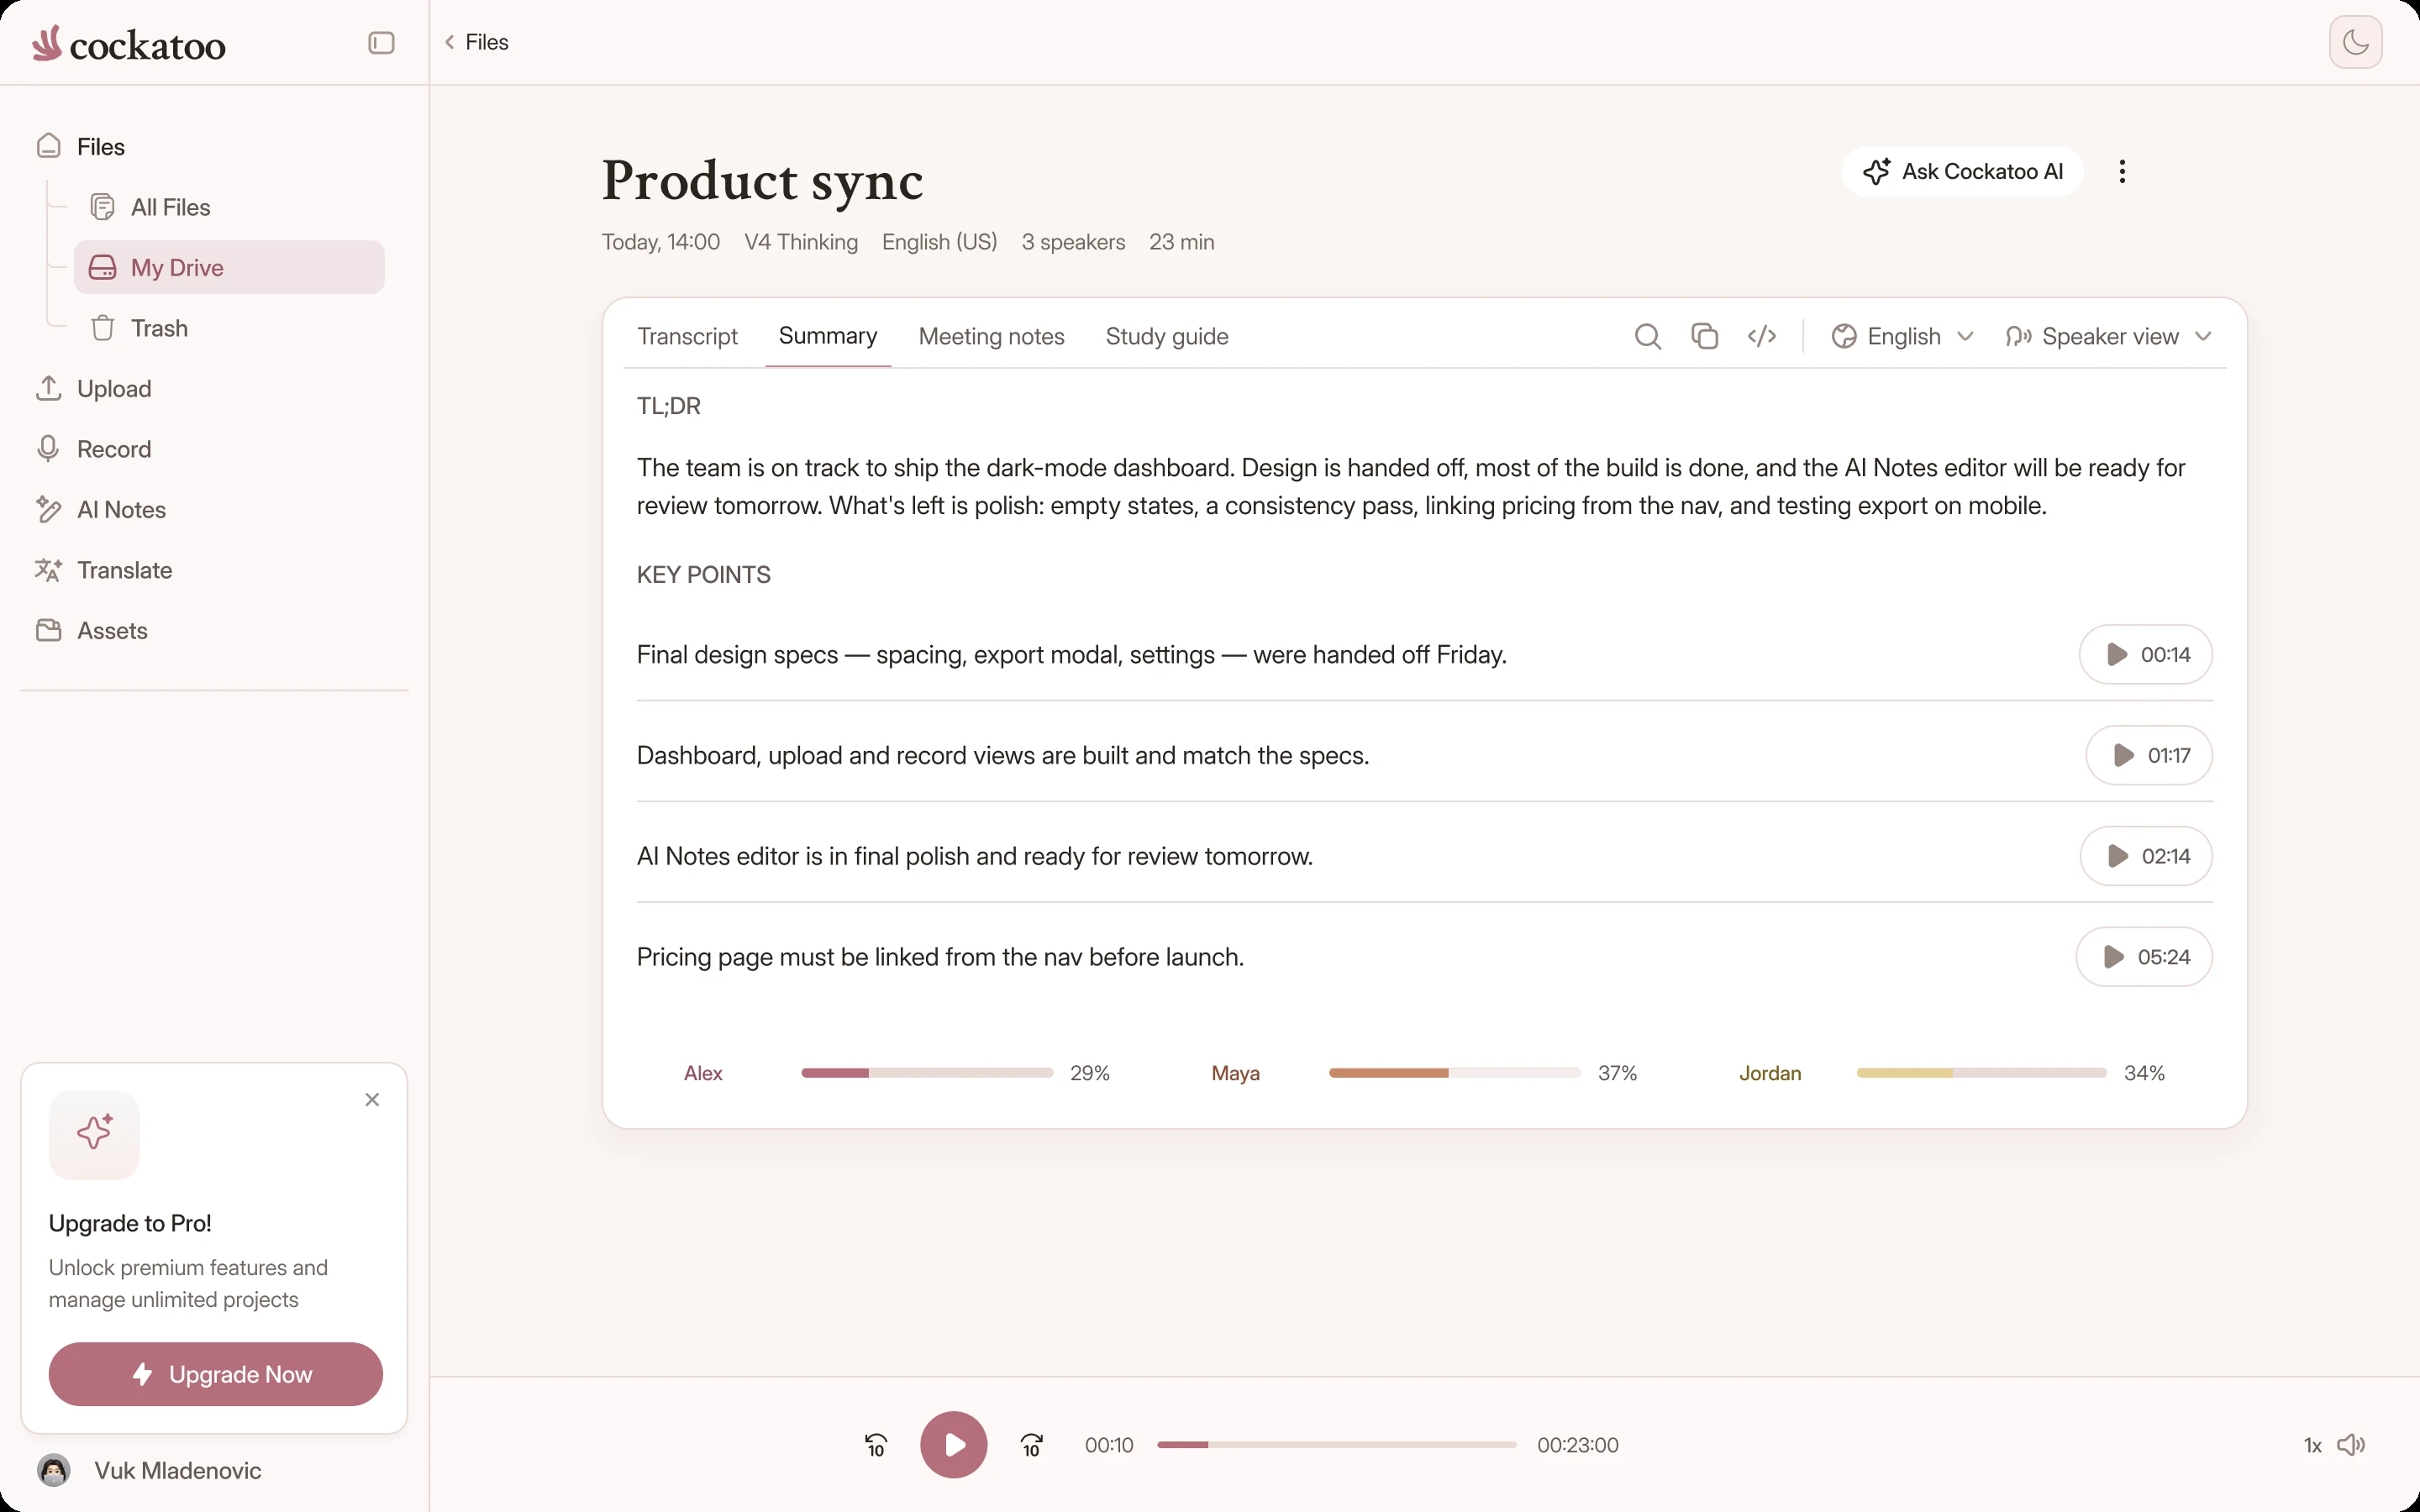 cockatoo
Files
Files
All Files
My Drive
Trash
Upload
Record
AI Notes
Translate
Assets
Upgrade to Pro!
Unlock premium features and
manage unlimited projects
Upgrade Now
Vuk Mladenovic
Product sync
Ask Cockatoo AI
Today, 14:00 V4 Thinking English (US) 3 speakers 23 min
Transcript Summary Meeting notes Study guide English Speaker view
TL;DR
The team is on track to ship the dark-mode dashboard. Design is handed off, most of the build is done, and the AI Notes editor will be ready for
review tomorrow. What's left is polish: empty states, a consistency pass, linking pricing from the nav, and testing export on mobile.
KEY POINTS
Final design specs — spacing, export modal, settings — were handed off Friday. 00:14
Dashboard, upload and record views are built and match the specs. 01:17
AI Notes editor is in final polish and ready for review tomorrow. 02:14
Pricing page must be linked from the nav before launch. 05:24
Alex 29% Maya 37% Jordan 34%
10 10 00:10 00:23:00 1x